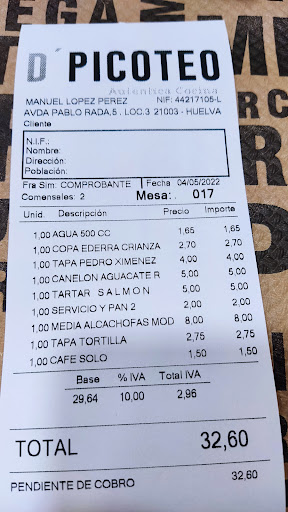 D´PICOTEO
Autentica Cocina
MANUEL LOPEZ PEREZ NIF: 44217105-L
AVDA PABLO RADA,5 . LOC.3 21003 - HUELVA
Cliente
N.I.F.:
Nombre:
Dirección:
Población:
Fra Sim: COMPROBANTE Fecha 04/05/2022
Comensales: 2 Mesa: . 017
Unid. Descripción Precio Importe
1,00 AGUA 500 CC 1,65 1,65
1,00 COPA EDERRA CRIANZA 2,70 2,70
1,00 TAPA PEDRO XIMENEZ 4,00 4,00
1,00 CANELON AGUACATE R 5,00 5,00
1,00 TARTAR S A L M O N 5,00 5,00
1,00 SERVICIO Y PAN 2 2,00 2,00
1,00 MEDIA ALCACHOFAS MOD 8,00 8,00
1,00 TAPA TORTILLA 2,75 2,75
1,00 CAFE SOLO 1,50 1,50
Base % IVA Total IVA
29,64 10,00 2,96
TOTAL 32,60
PENDIENTE DE COBRO 32,60